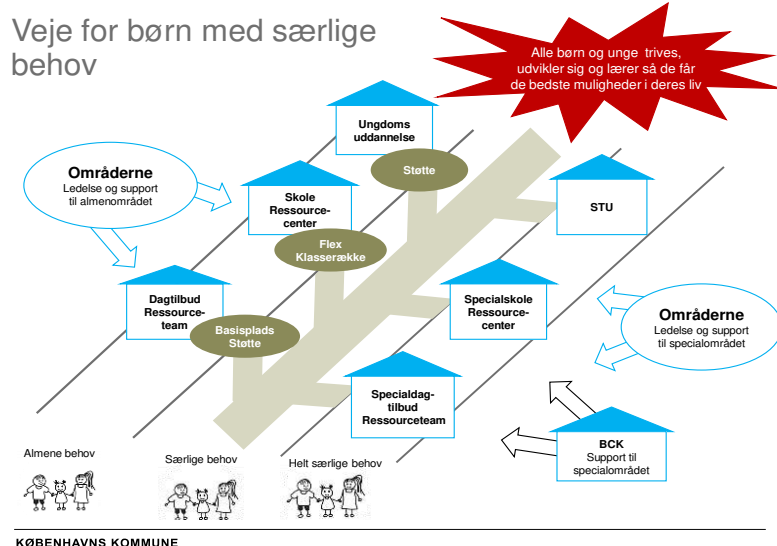 Veje for børn med særlige
behov
Alle børn og unge trives,
udvikler sig og lærer så de får
de bedste muligheder i deres liv
Ungdoms
uddannelse
Områderne
Ledelse og support
til almenområdet
Støtte
Skole
Ressource-
center
STU
Flex
Klasserække
Dagtilbud
Ressource-
team
Specialskole
Ressource-
center
Områderne
Ledelse og support
til specialområdet
Basisplads
Støtte
Specialdag-
tilbud
Ressourceteam
BCK
Support til
specialområdet
Almene behov
Særlige behov
Helt særlige behov
KØBENHAVNS KOMMUNE